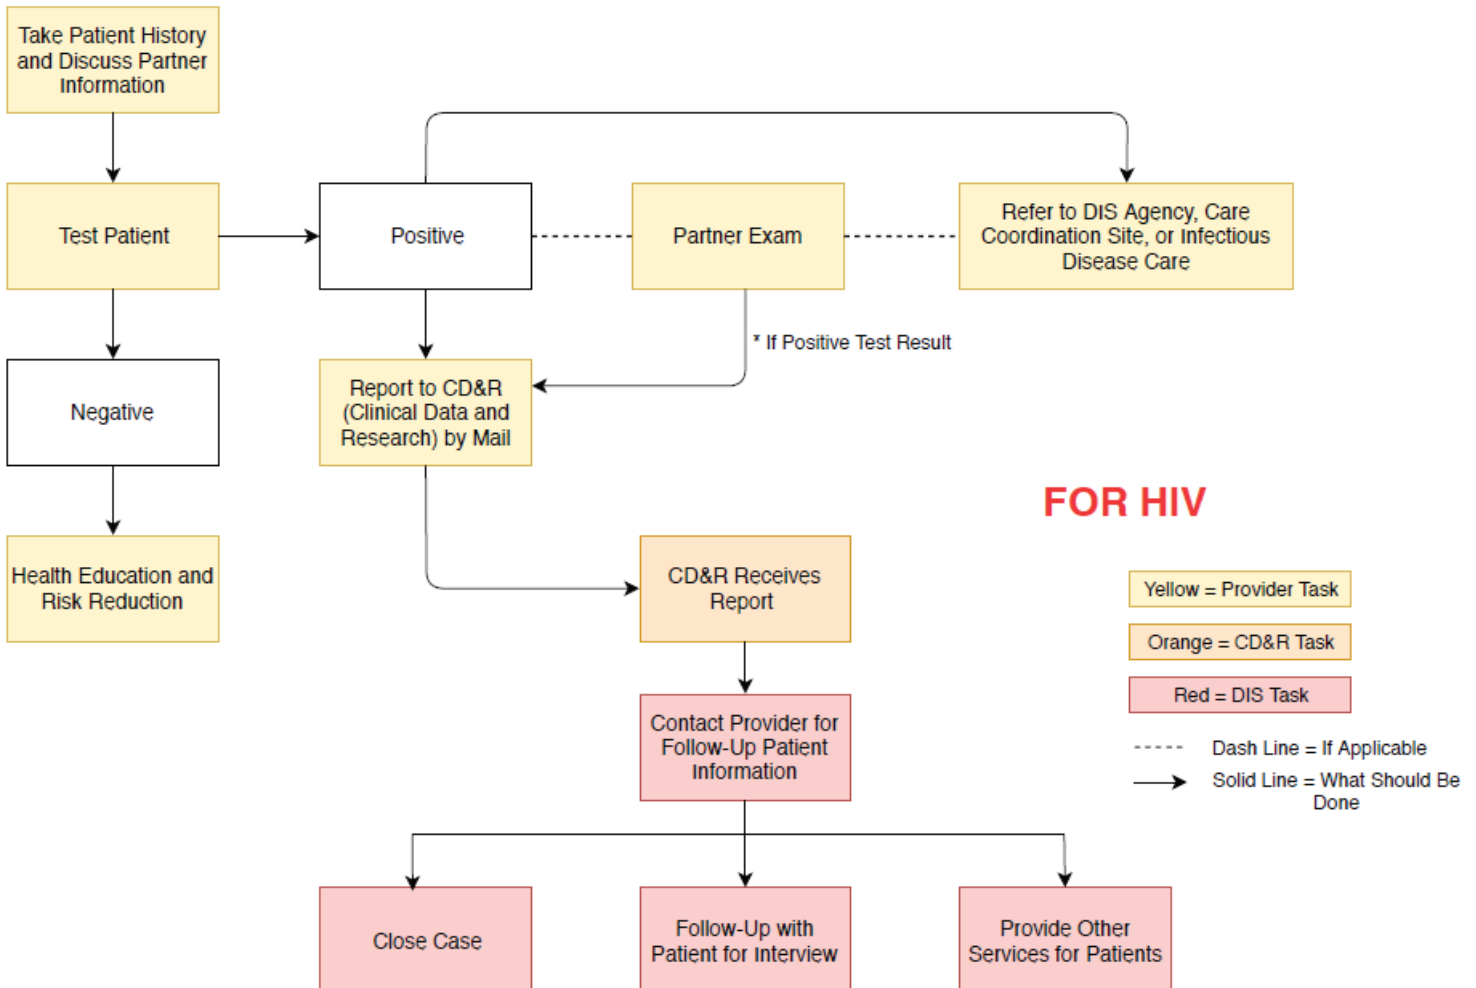 Take Patient History
and Discuss Partner
Information
Test Patient
Positive
Partner Exam
Refer to DIS Agency, Care
Coordination Site, or Infectious
Disease Care
* If Positive Test Result
Negative
Report to CD&R
(Clinical Data and
Research) by Mail
FOR HIV
Health Education and
Risk Reduction
CD&R Receives
Report
Yellow = Provider Task
Orange = CD&R Task
Red = DIS Task
Contact Provider for
Follow-Up Patient
Information
Dash Line = If Applicable
Solid Line = What Should Be
Done
Close Case
Follow-Up with
Patient for Interview
Provide Other
Services for Patients